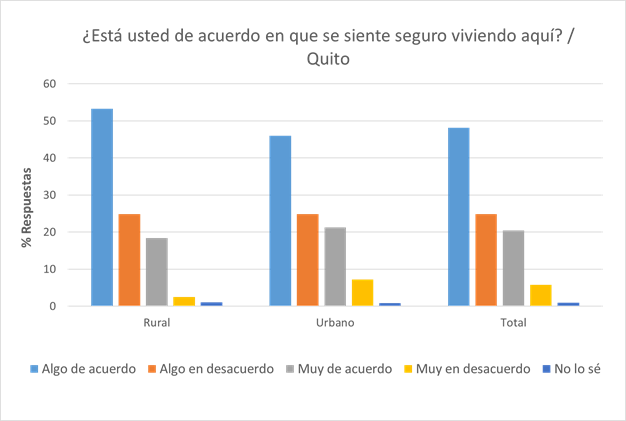 ¿Está usted de acuerdo en que se siente seguro viviendo aquí? /
Quito
60
50
40
30
20
10
0
% Respuestas
Rural Urbano Total
Algo de acuerdo Algo en desacuerdo Muy de acuerdo Muy en desacuerdo No lo sé